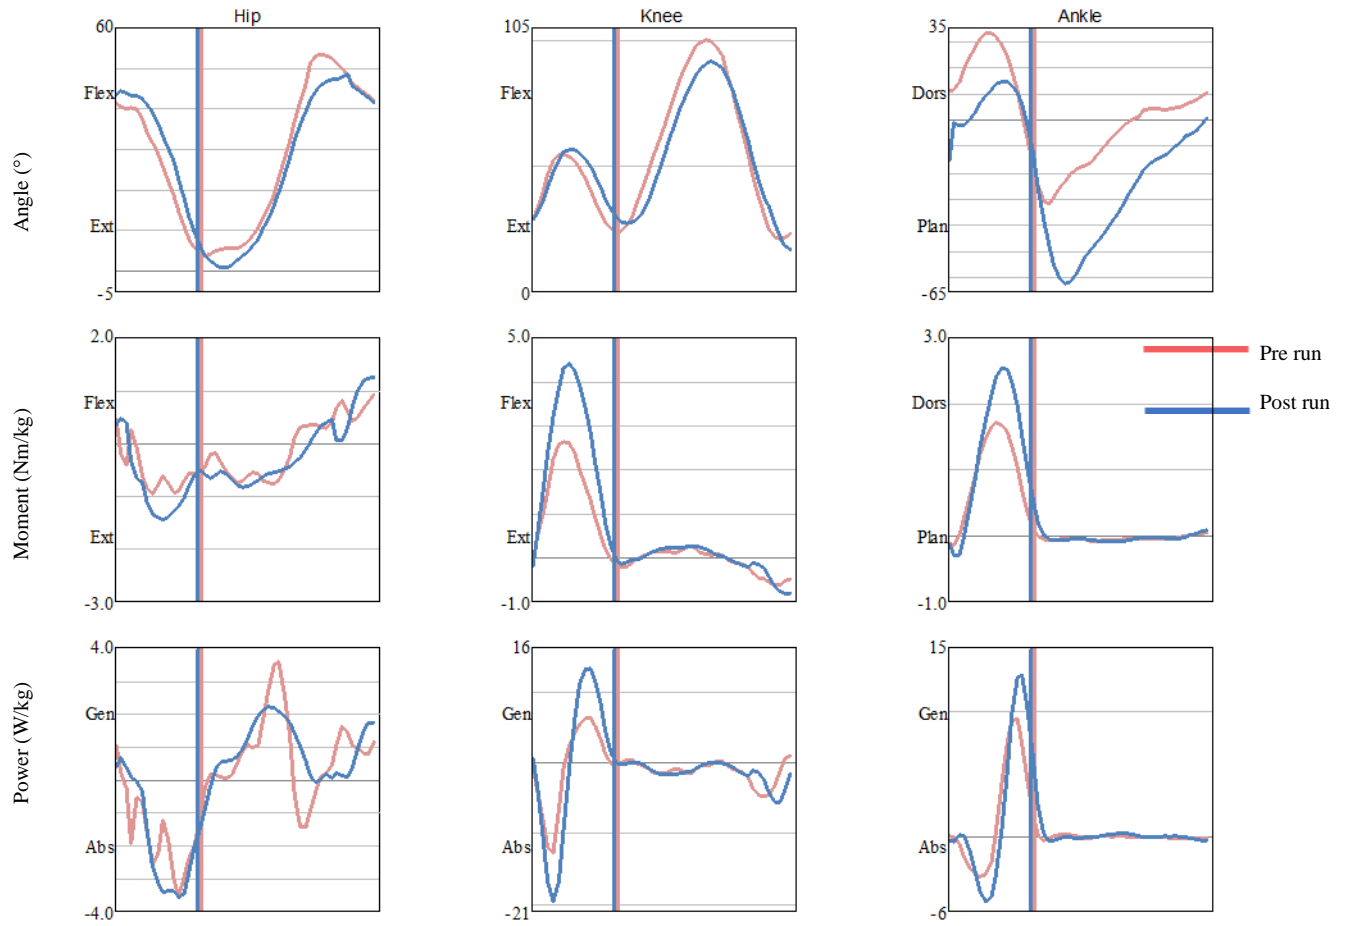 Hip
Knee
Ankle
60
Flex
Ext
-5
105
Flex
Ext
0
35
Dors
Plan
-65
Angle (°)
2.0
Flex
Ext
-3.0
5.0
Flex
Ext
-1.0
3.0
Dors
Plan
-1.0
Moment (Nm/kg)
Pre run
Post run
4.0
Gen
Abs
-4.0
16
Gen
Abs
-21
15
Gen
Abs
-6
Power (W/kg)